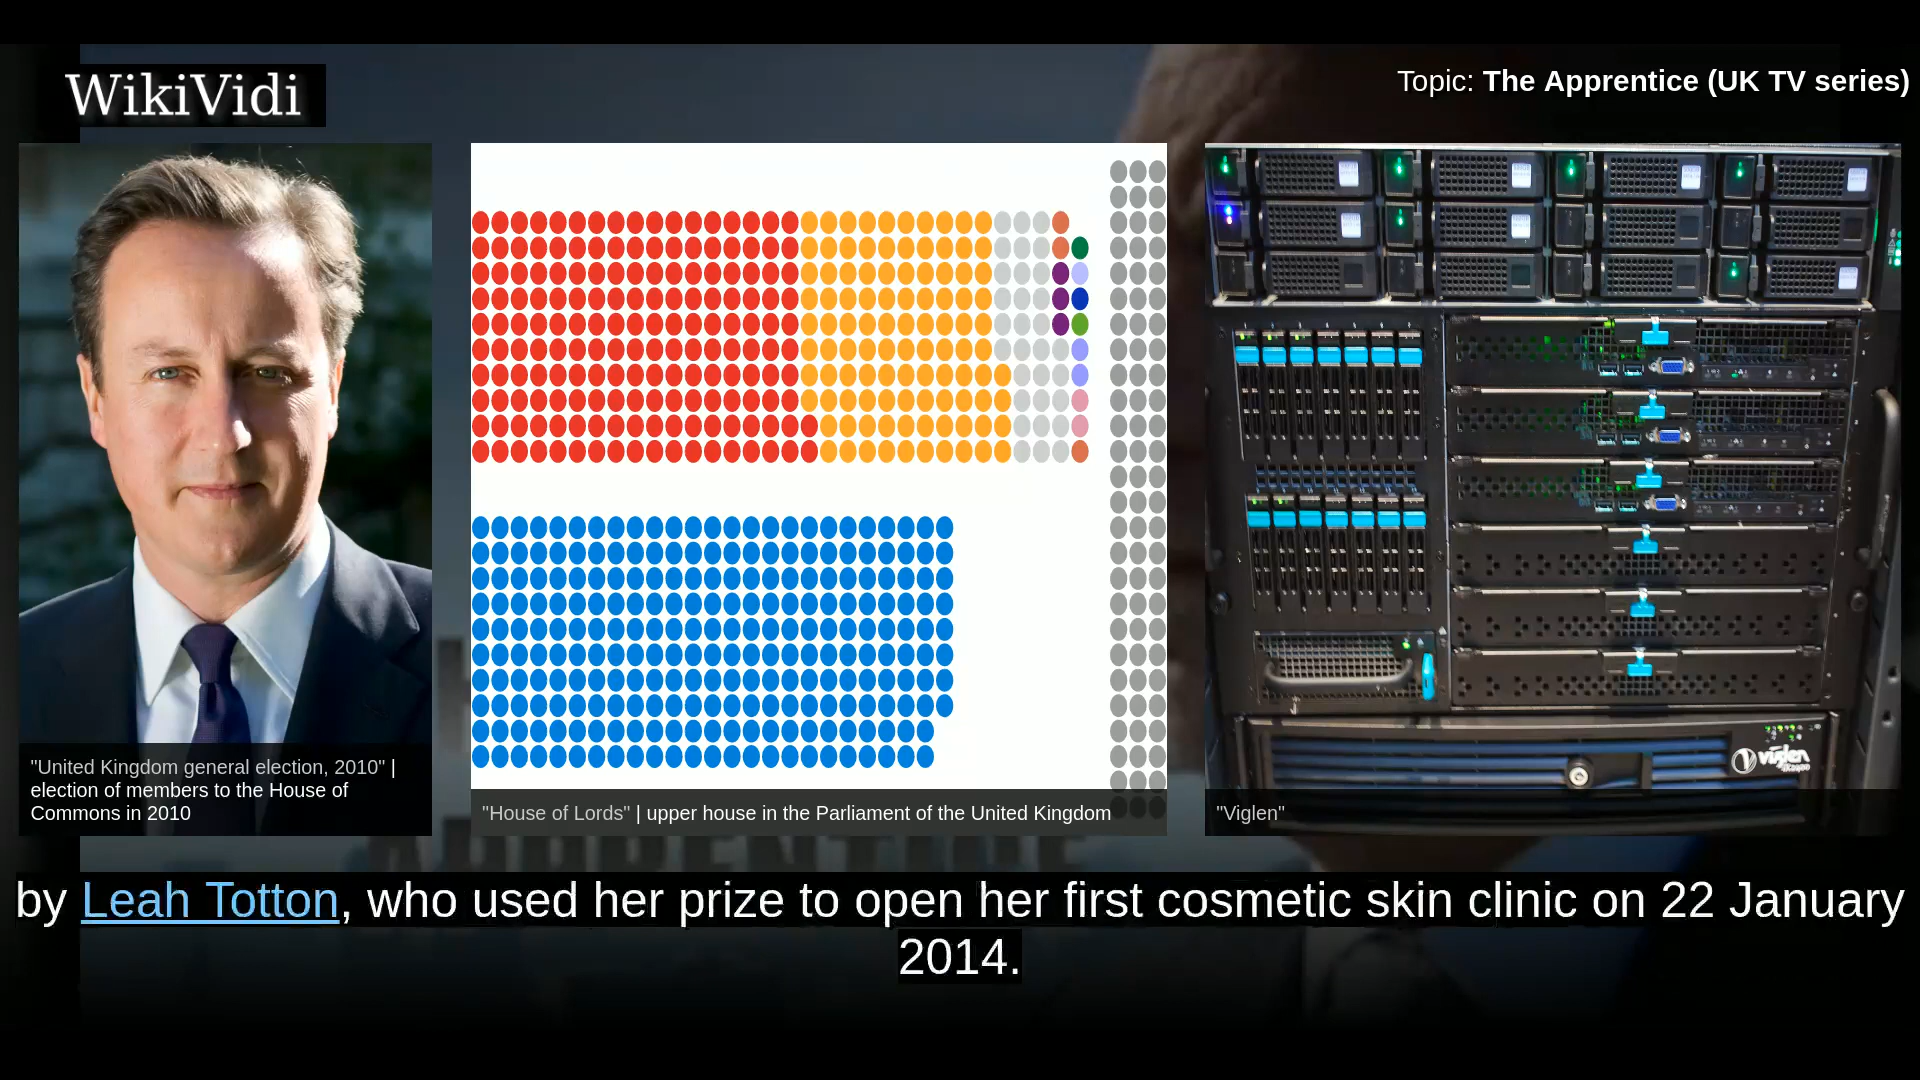 WikiVidi
Topic: The Apprentice (UK TV series)
"United Kingdom general election, 2010" |
election of members to the House of
Commons in 2010
"House of Lords" | upper house in the Parliament of the United Kingdom
viglen
"Viglen"
APPRENTICE
by Leah Totton, who used her prize to open her first cosmetic skin clinic on 22 January
2014.